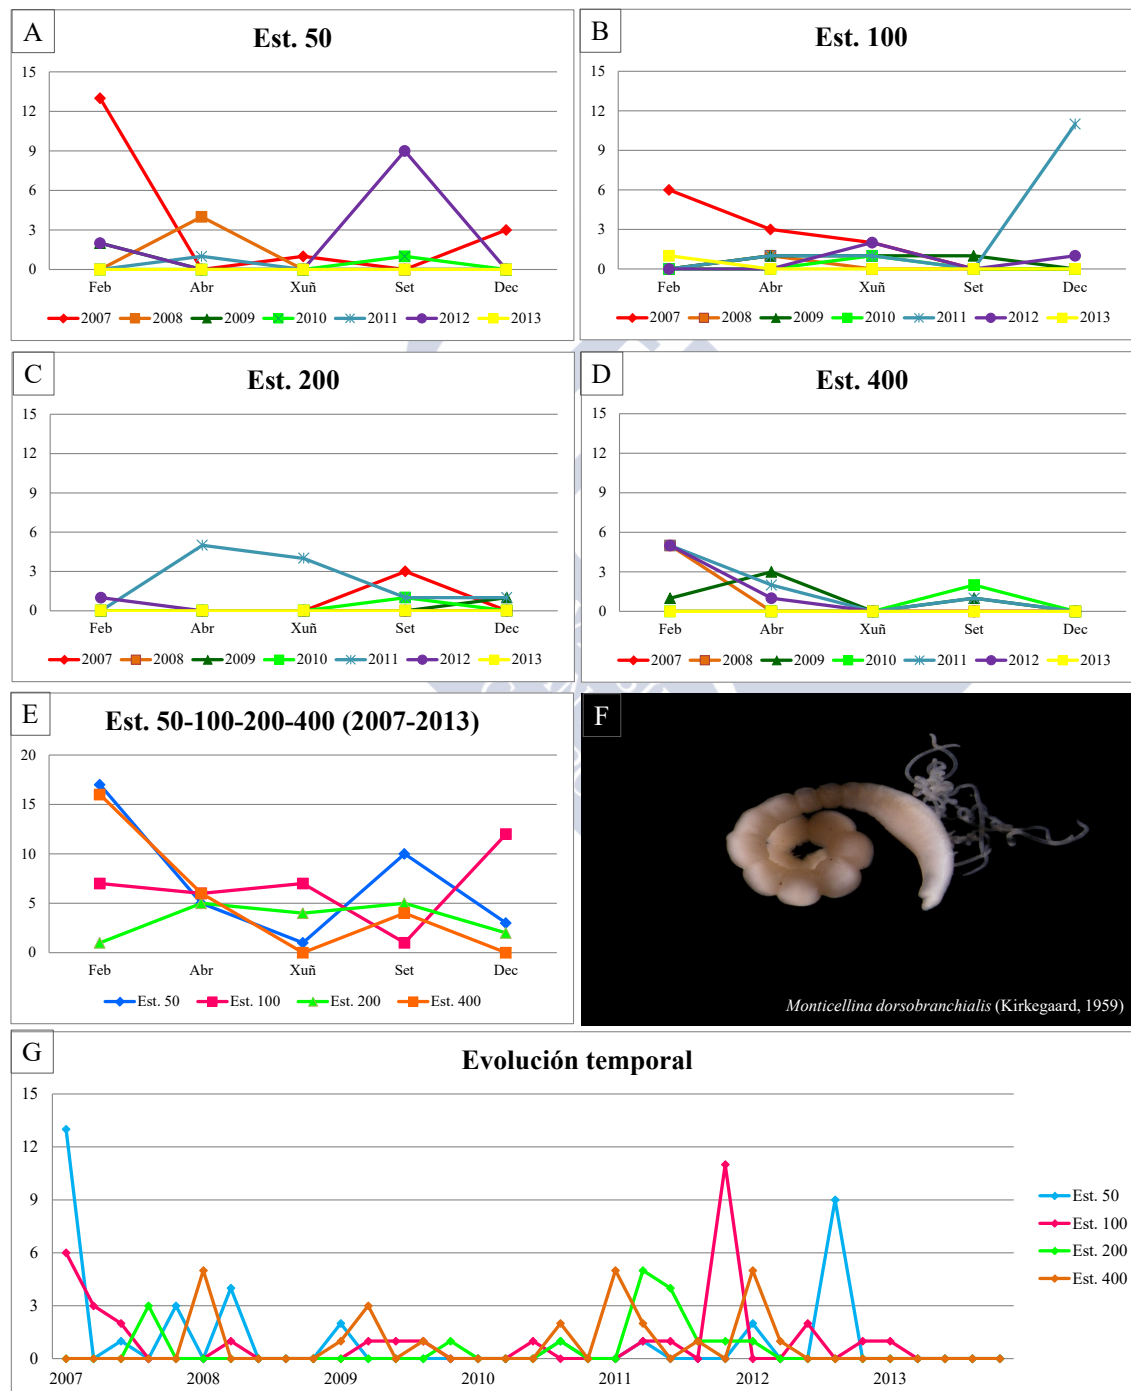 A
Est. 50
15
12
9
6
3
0
Feb Abr Xuñ Set Dec
2007 2008 2009 2010 2011 2012 2013
B
Est. 100
15
12
9
6
3
0
Feb Abr Xuñ Set Dec
2007 2008 2009 2010 2011 2012 2013
C
Est. 200
15
12
9
6
3
0
Feb Abr Xuñ Set Dec
2007 2008 2009 2010 2011 2012 2013
D
Est. 400
15
12
9
6
3
0
Feb Abr Xuñ Set Dec
2007 2008 2009 2010 2011 2012 2013
E
Est. 50-100-200-400 (2007-2013)
20
15
10
5
0
Feb Abr Xuñ Set Dec
Est. 50 Est. 100 Est. 200 Est. 400
F
Monticellina dorsobranchialis (Kirkegaard, 1959)
G
Evolución temporal
15
12
9
6
3
0
2007 2008 2009 2010 2011 2012 2013
Est. 50
Est. 100
Est. 200
Est. 400